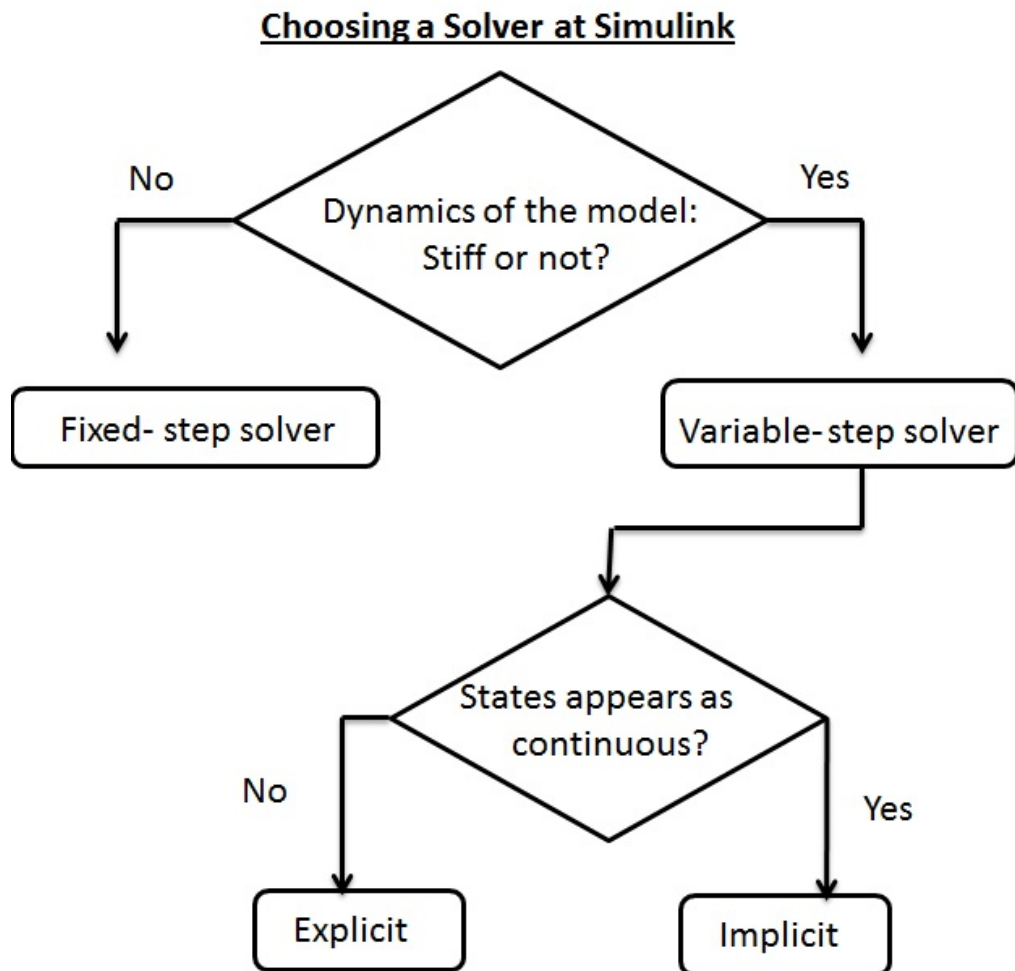 Choosing a Solver at Simulink
No
Yes
Dynamics of the model:
Stiff or not?
Fixed- step solver
Variable- step solver
States appears as
continuous?
No
Yes
Explicit
Implicit